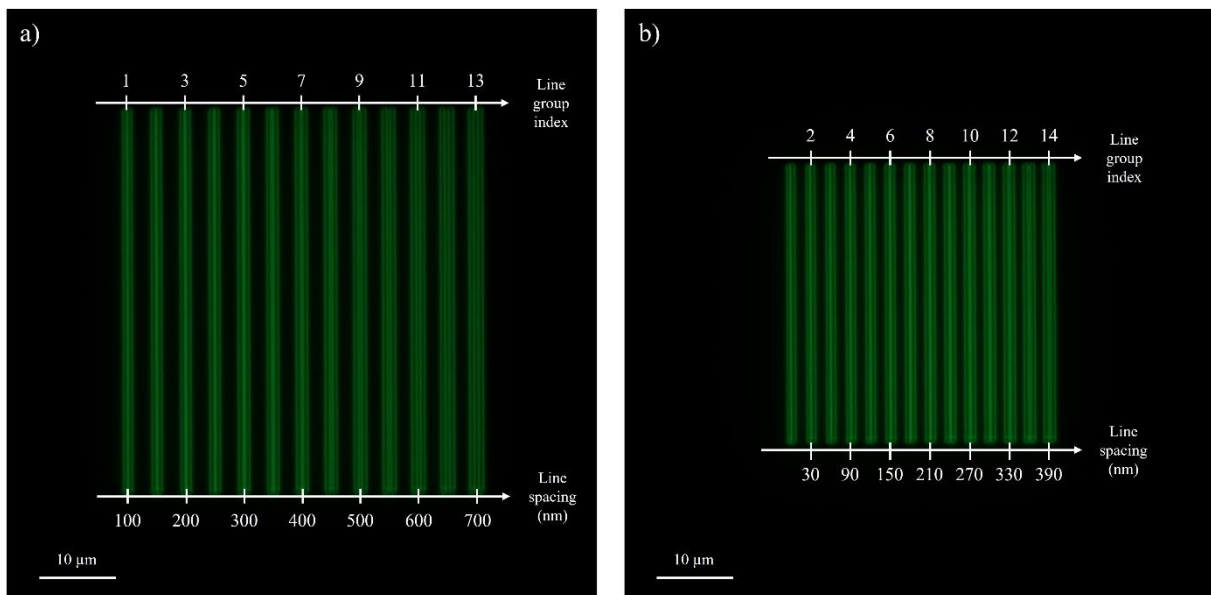 a)
1 3 5 7 9 11 13
Line
group
index
Line
spacing
(nm)
100 200 300 400 500 600 700
10 µm
b)
2 4 6 8 10 12 14
Line
group
index
Line
spacing
(nm)
30 90 150 210 270 330 390
10 µm